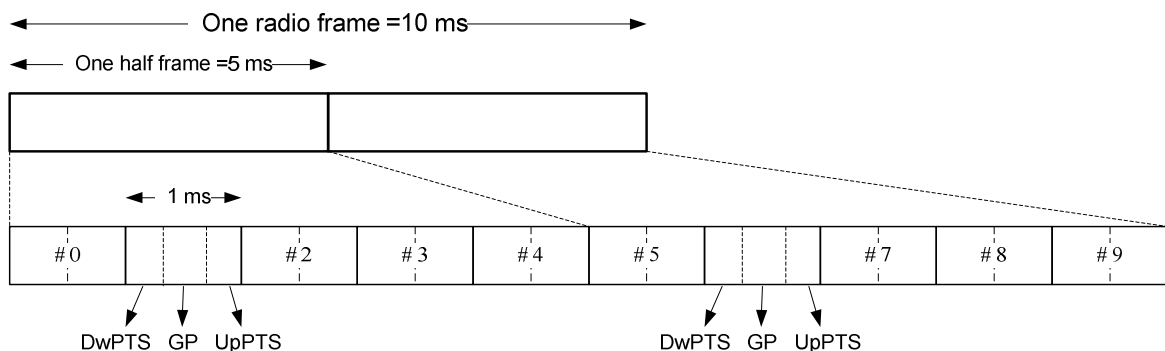 One radio frame =10 ms
One half frame =5 ms
1 ms
#0 #2 #3 #4 #5 #7 #8 #9
DwPTS GP UpPTS DwPTS GP UpPTS